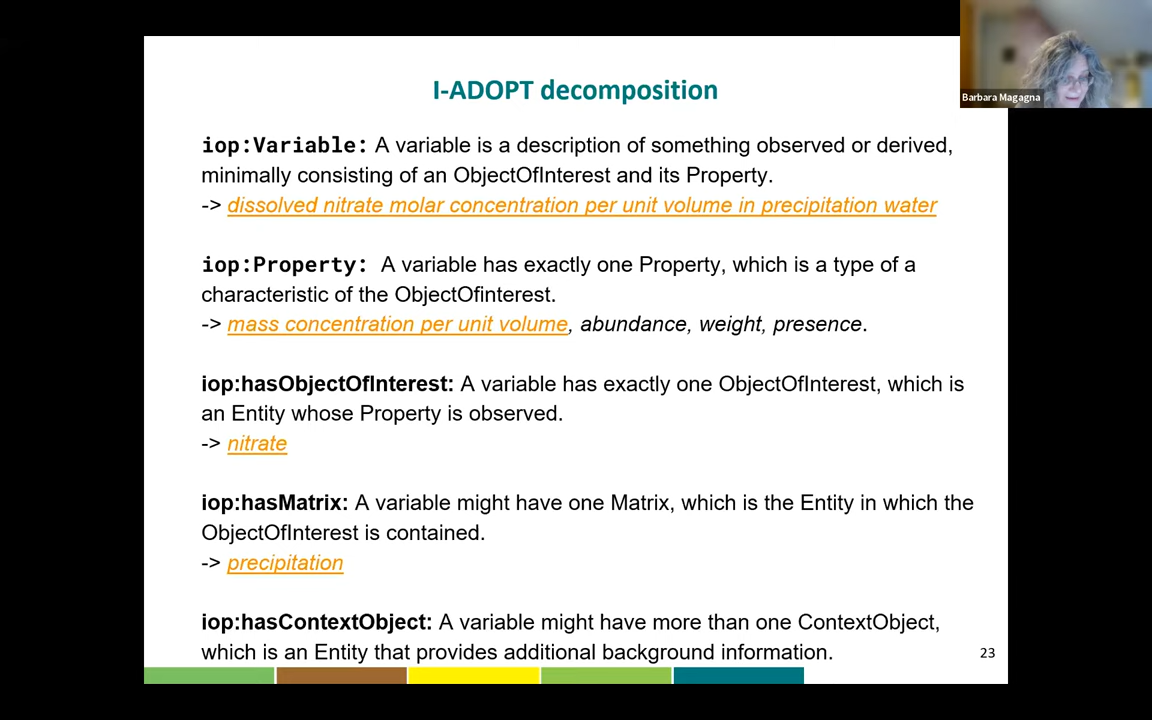 I-ADOPT decomposition
Barbara Magagna
iop:Variable: A variable is a description of something observed or derived,
minimally consisting of an ObjectOfInterest and its Property.
-> dissolved nitrate molar concentration per unit volume in precipitation water
iop:Property: A variable has exactly one Property, which is a type of a
characteristic of the ObjectOfinterest.
-> mass concentration per unit volume, abundance, weight, presence.
iop:hasObjectOfInterest: A variable has exactly one ObjectOfInterest, which is
an Entity whose Property is observed.
-> nitrate
iop:hasMatrix: A variable might have one Matrix, which is the Entity in which the
ObjectOfInterest is contained.
-> precipitation
iop:hasContextObject: A variable might have more than one ContextObject,
which is an Entity that provides additional background information.
23